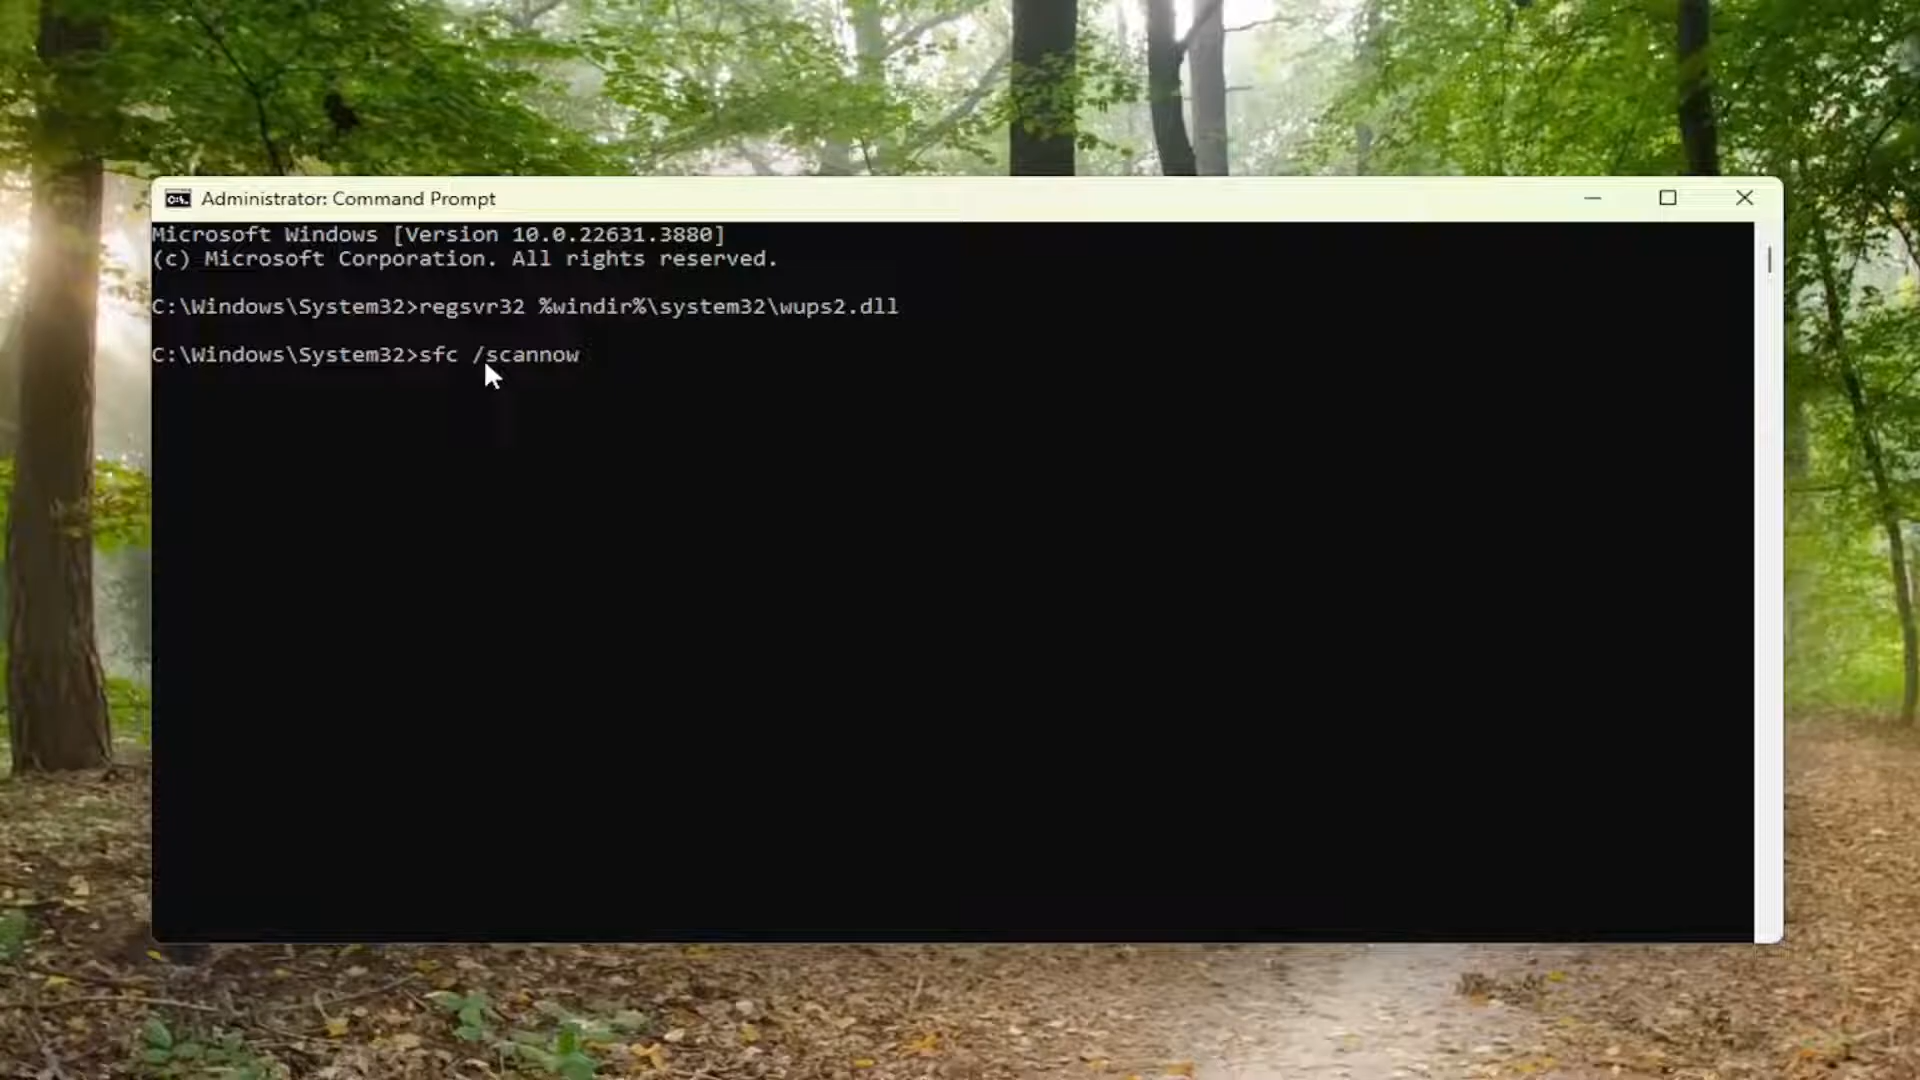 Administrator: Command Prompt
Microsoft Windows [Version 10.0.22631.3880]
(c) Microsoft Corporation. All rights reserved.
C:\Windows\System32>regsvr32 %windir%\system32\wups2.dll
C:\Windows\System32>sfc /scannow